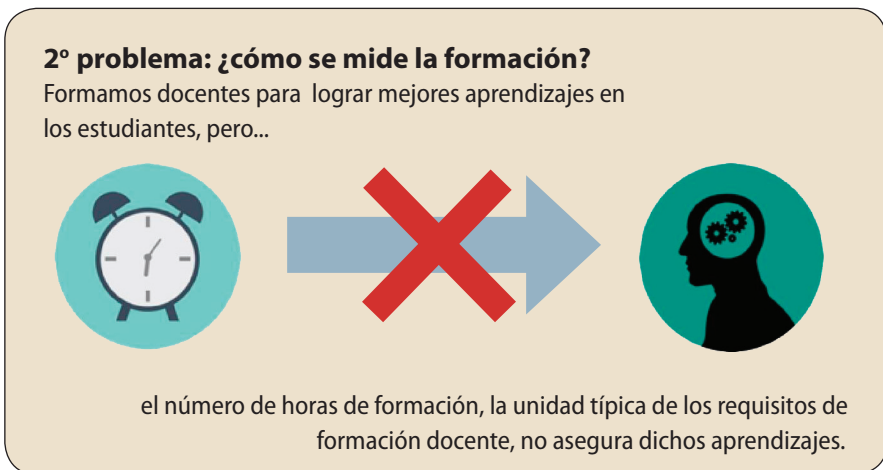 2º problema: ¿cómo se mide la formación?
Formamos docentes para lograr mejores aprendizajes en
los estudiantes, pero...
el número de horas de formación, la unidad típica de los requisitos de
formación docente, no asegura dichos aprendizajes.